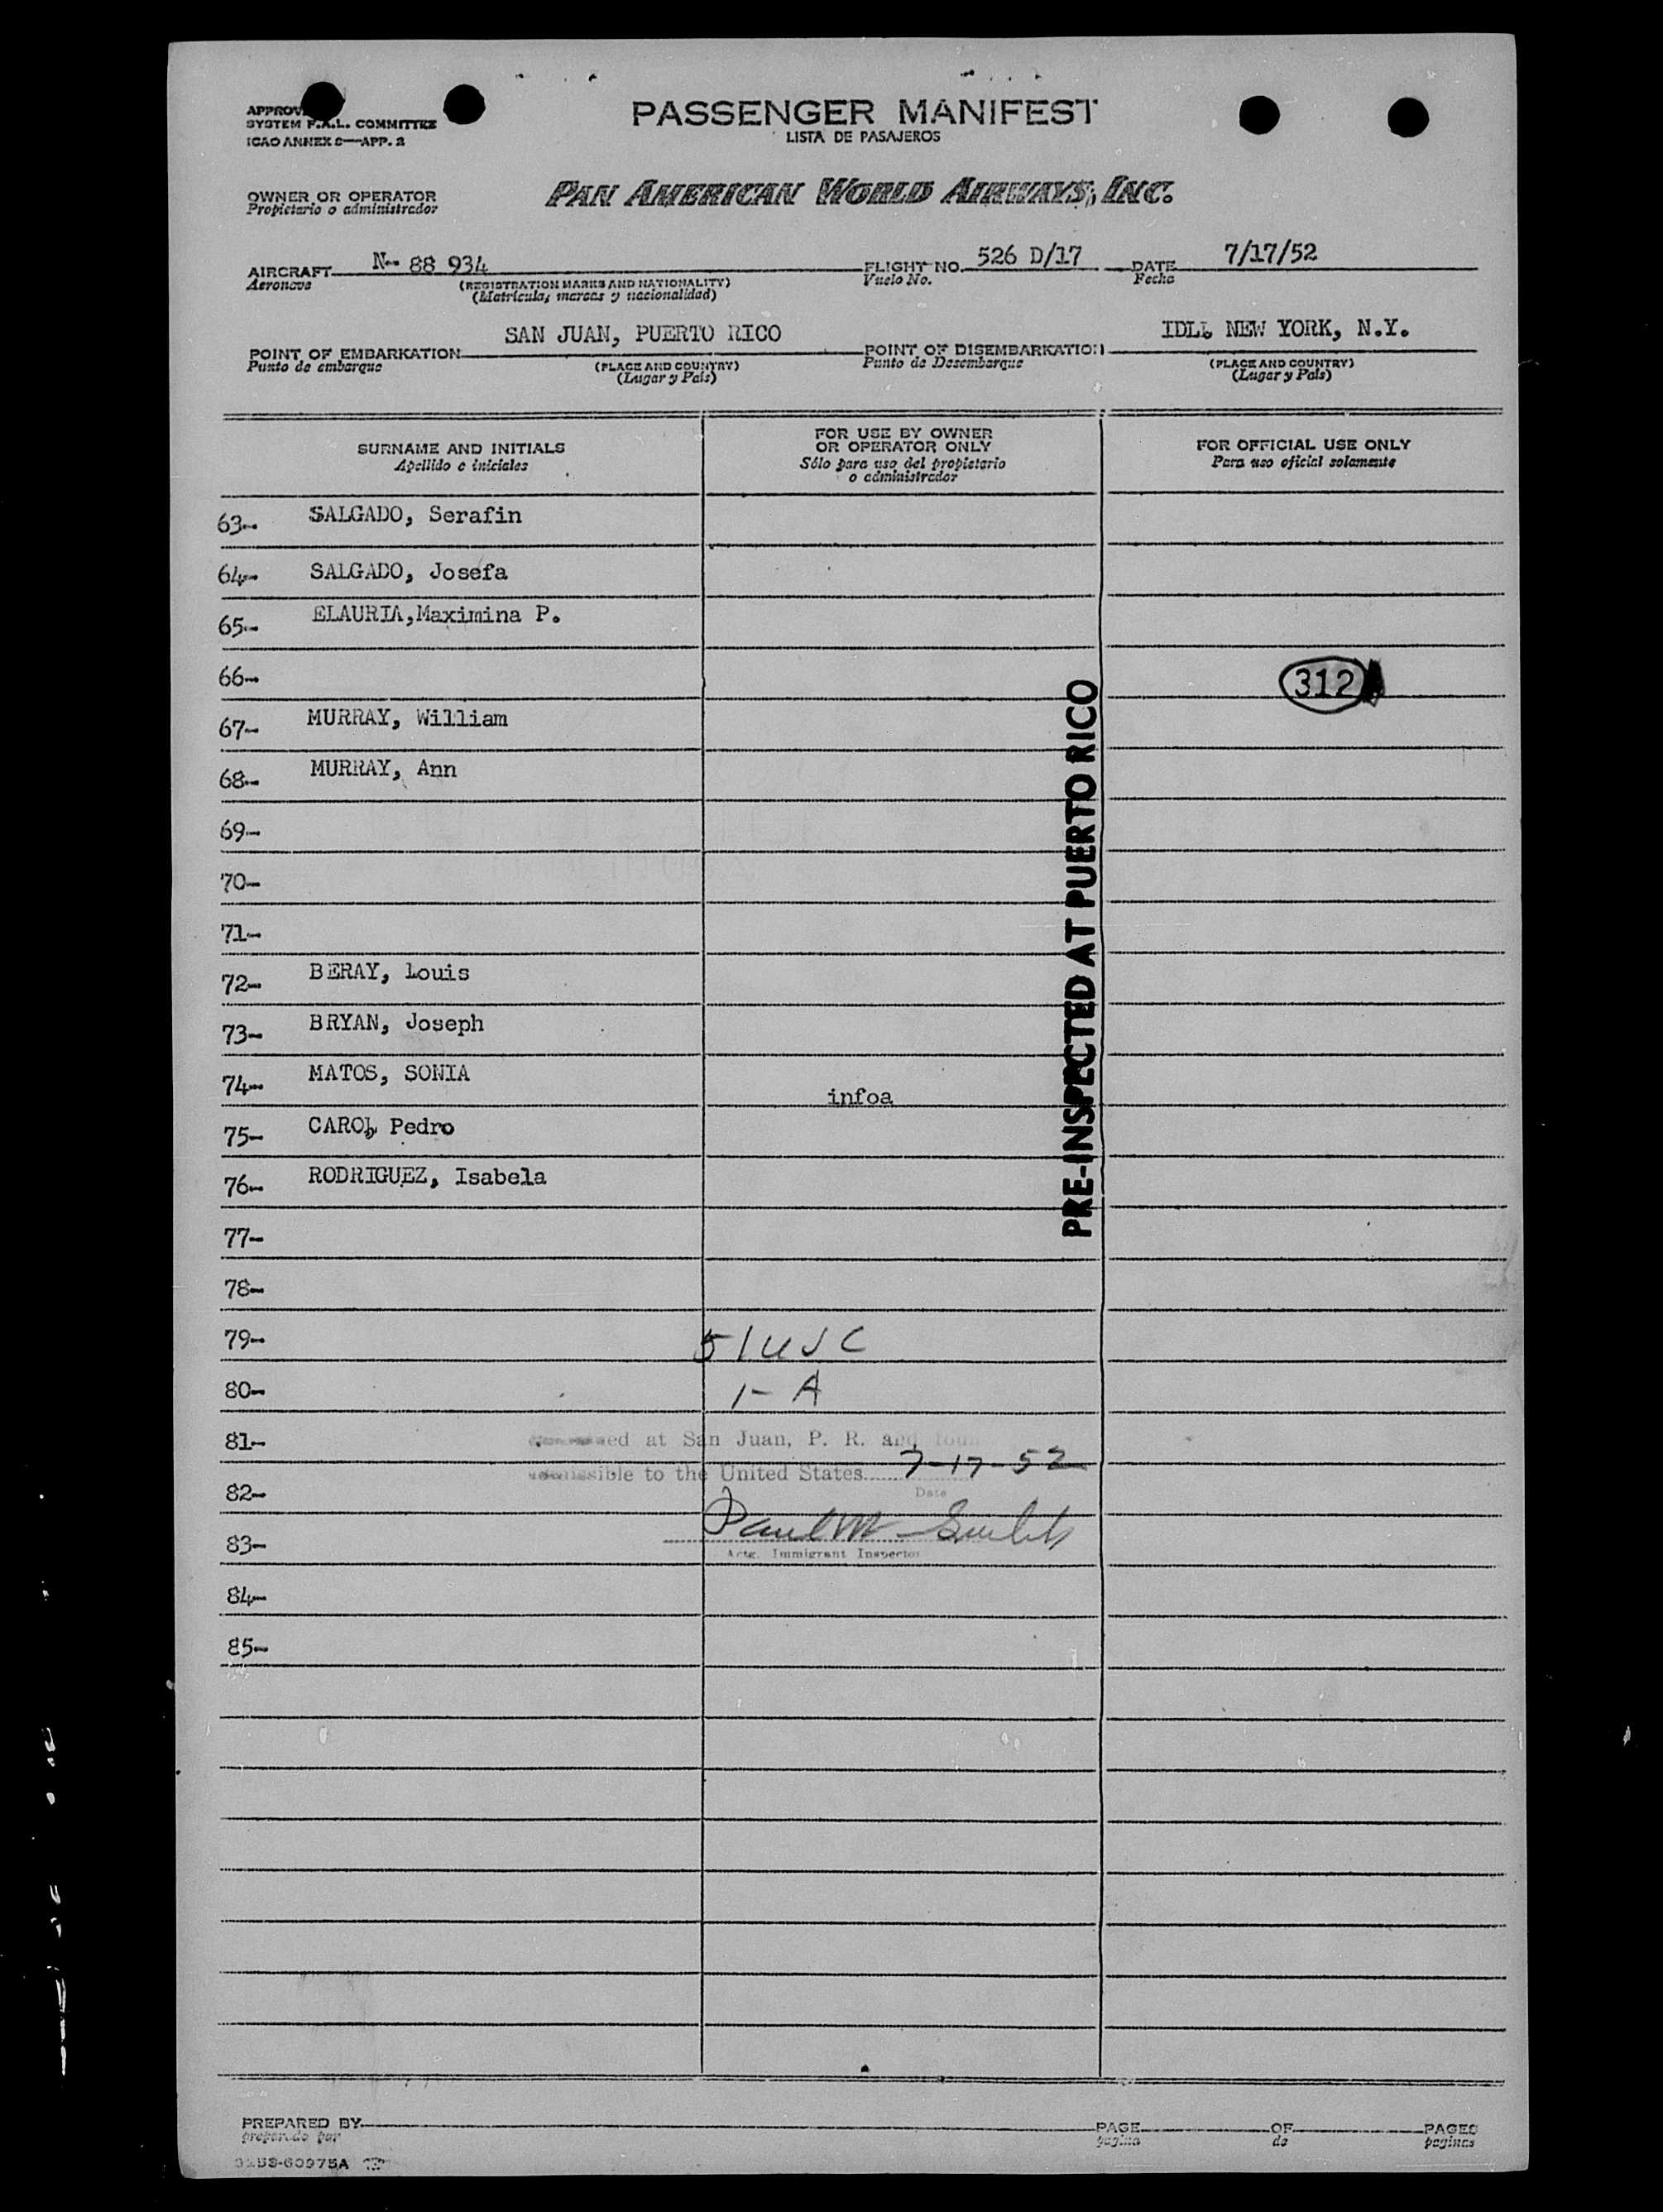 PASSENGER MANIFEST
LISTA DE PASAJEROS
SYSTEM F.A.L. COMMITTEE
ICAO ANNEX 9—APP. 2
OWNER OR OPERATOR
Propietario o administrador
PAN AMERICAN WORLD AIRWAYS, INC.
AIRCRAFT N- 88 934 FLIGHT NO. 526 D/17 DATE 7/17/52
Aeronave (REGISTRATION MARKS AND NATIONALITY) Vuelo No. Fecha
(Matrícula, marcas y nacionalidad)
POINT OF EMBARKATION SAN JUAN, PUERTO RICO POINT OF DISEMBARKATION IDL, NEW YORK, N.Y.
Punto de embarque (PLACE AND COUNTRY) Punto de Desembarque (PLACE AND COUNTRY)
(Lugar y País) (Lugar y País)
SURNAME AND INITIALS
Apellido e iniciales
FOR USE BY OWNER
OR OPERATOR ONLY
Sólo para uso del propietario
o administrador
FOR OFFICIAL USE ONLY
Para uso oficial solamente
63- SALGADO, Serafin
64- SALGADO, Josefa
65- ELAURIA,Maximina P.
66- 312
67- MURRAY, William
68- MURRAY, Ann
69-
70-
71-
72- BERAY, Louis
73- BRYAN, Joseph
74- MATOS, SONIA infoa
75- CARO, Pedro
76- RODRIGUEZ, Isabela
PRE-INSPECTED AT PUERTO RICO
77-
78-
79- 51 USC
80- 1- A
81- at San Juan, P. R. and
to the United States 7-17-52
82- Date
83- Paul
Actg. Immigrant Inspector
84-
85-
PREPARED BY PAGE OF PAGES
preparado por pagina de paginas